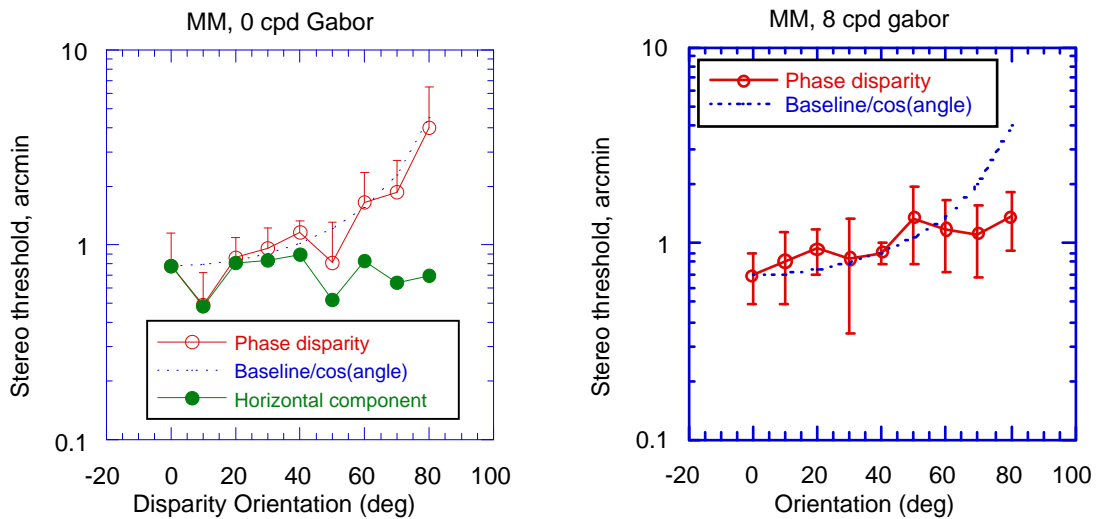 MM, 0 cpd Gabor
10
1
0.1
Stereo threshold, arcmin
Phase disparity
Baseline/cos(angle)
Horizontal component
-20 0 20 40 60 80 100
Disparity Orientation (deg)
MM, 8 cpd gabor
10
1
0.1
Stereo threshold, arcmin
Phase disparity
Baseline/cos(angle)
-20 0 20 40 60 80 100
Orientation (deg)